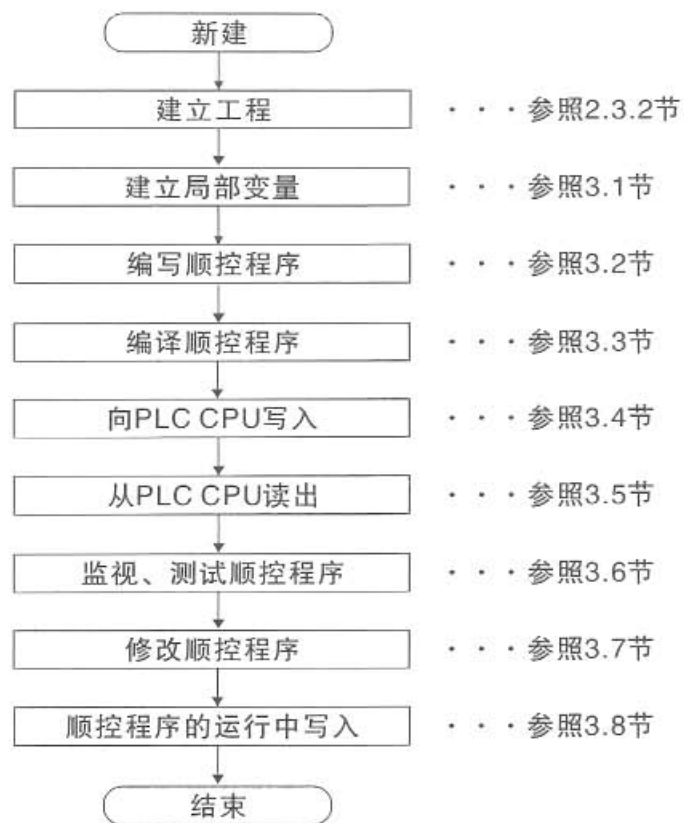 新建
建立工程 ···参照2.3.2节
建立局部变量 ···参照3.1节
编写顺控程序 ···参照3.2节
编译顺控程序 ···参照3.3节
向PLC CPU写入 ···参照3.4节
从PLC CPU读出 ···参照3.5节
监视、测试顺控程序 ···参照3.6节
修改顺控程序 ···参照3.7节
顺控程序的运行中写入 ···参照3.8节
结束